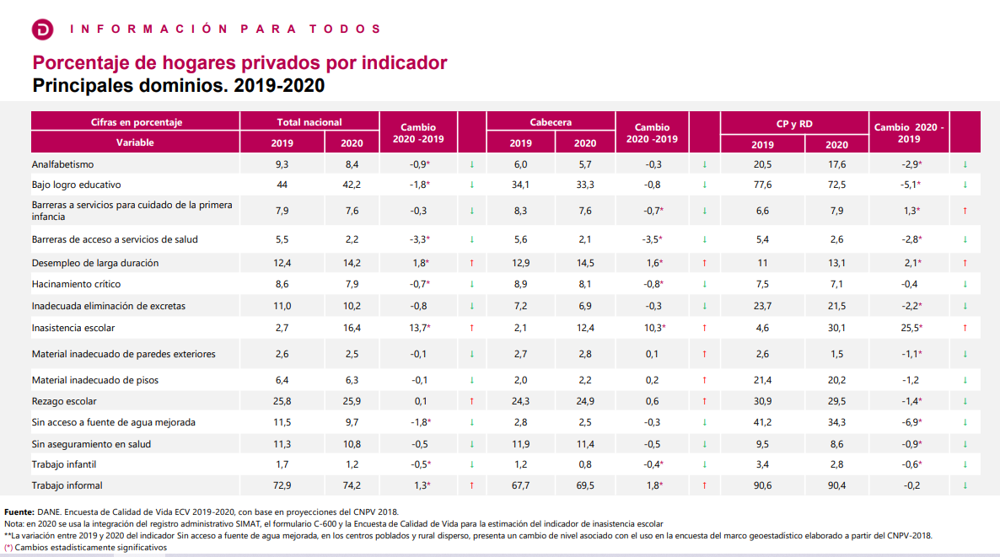 D INFORMACIÓN PARA TODOS
Porcentaje de hogares privados por indicador
Principales dominios. 2019-2020
Cifras en porcentaje Total nacional Cambio 2020 -2019 Cabecera Cambio 2020 -2019 CP y RD Cambio 2020 - 2019
Variable 2019 2020 2019 2020 2019 2020
Analfabetismo 9,3 8,4 -0,9* ↓ 6,0 5,7 -0,3 ↓ 20,5 17,6 -2,9* ↓
Bajo logro educativo 44 42,2 -1,8* ↓ 34,1 33,3 -0,8 ↓ 77,6 72,5 -5,1* ↓
Barreras a servicios para cuidado de la primera
infancia 7,9 7,6 -0,3 ↓ 8,3 7,6 -0,7* ↓ 6,6 7,9 1,3* ↑
Barreras de acceso a servicios de salud 5,5 2,2 -3,3* ↓ 5,6 2,1 -3,5* ↓ 5,4 2,6 -2,8* ↓
Desempleo de larga duración 12,4 14,2 1,8* ↑ 12,9 14,5 1,6* ↑ 11 13,1 2,1* ↑
Hacinamiento crítico 8,6 7,9 -0,7* ↓ 8,9 8,1 -0,8* ↓ 7,5 7,1 -0,4 ↓
Inadecuada eliminación de excretas 11,0 10,2 -0,8 ↓ 7,2 6,9 -0,3 ↓ 23,7 21,5 -2,2* ↓
Inasistencia escolar 2,7 16,4 13,7* ↑ 2,1 12,4 10,3* ↑ 4,6 30,1 25,5* ↑
Material inadecuado de paredes exteriores 2,6 2,5 -0,1 ↓ 2,7 2,8 0,1 ↑ 2,6 1,5 -1,1* ↓
Material inadecuado de pisos 6,4 6,3 -0,1 ↓ 2,0 2,2 0,2 ↑ 21,4 20,2 -1,2 ↓
Rezago escolar 25,8 25,9 0,1 ↑ 24,3 24,9 0,6 ↑ 30,9 29,5 -1,4* ↓
Sin acceso a fuente de agua mejorada 11,5 9,7 -1,8* ↓ 2,8 2,5 -0,3 ↓ 41,2 34,3 -6,9* ↓
Sin aseguramiento en salud 11,3 10,8 -0,5 ↓ 11,9 11,4 -0,5 ↓ 9,5 8,6 -0,9* ↓
Trabajo infantil 1,7 1,2 -0,5* ↓ 1,2 0,8 -0,4* ↓ 3,4 2,8 -0,6* ↓
Trabajo informal 72,9 74,2 1,3* ↑ 67,7 69,5 1,8* ↑ 90,6 90,4 -0,2 ↓
Fuente: DANE. Encuesta de Calidad de Vida ECV 2019-2020, con base en proyecciones del CNPV 2018.
Nota: en 2020 se usa la integración del registro administrativo SIMAT, el formulario C-600 y la Encuesta de Calidad de Vida para la estimación del indicador de inasistencia escolar
**La variación entre 2019 y 2020 del indicador Sin acceso a fuente de agua mejorada, en los centros poblados y rural disperso, presenta un cambio de nivel asociado con el uso en la encuesta del marco geoestadístico elaborado a partir del CNPV-2018.
(*) Cambios estadísticamente significativos